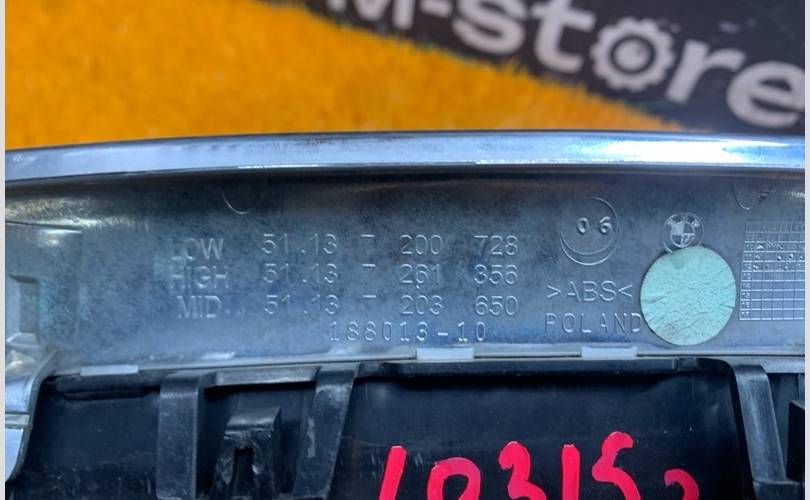 M-store
LOW 51.13 7 200 728
HIGH 51.13 7 261 356
MID 51.13 7 203 650
188013-10
06
>ABS<
POLAND